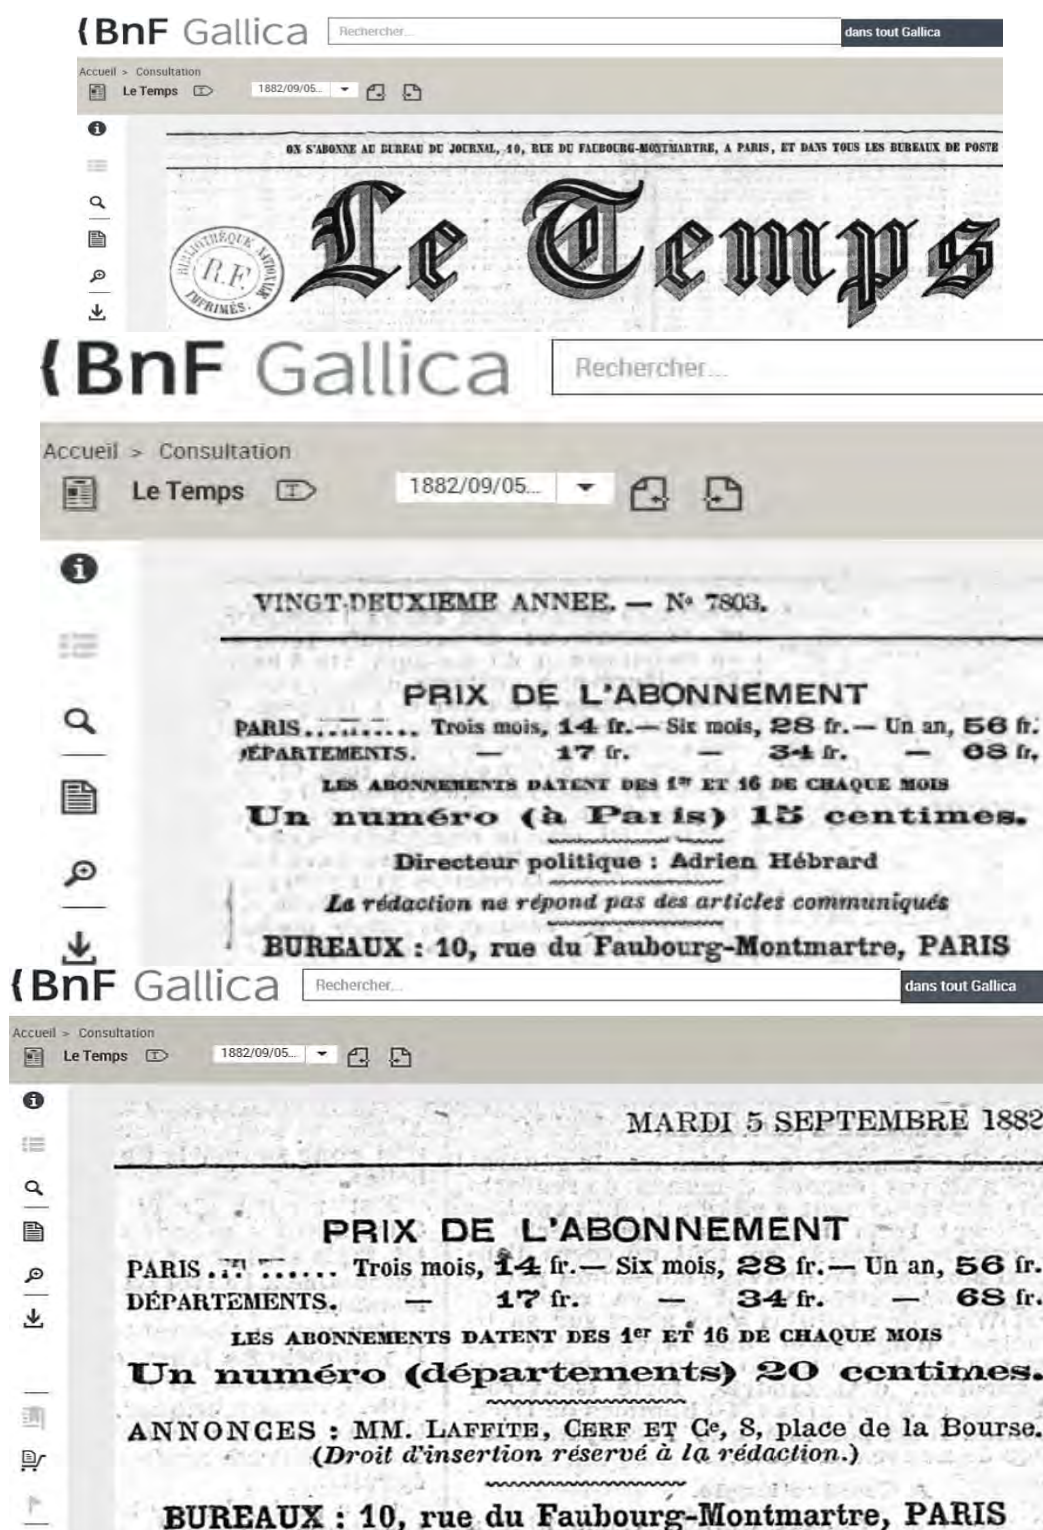 BnF Gallica Rechercher... dans tout Gallica
Accueil > Consultation
Le Temps T 1882/09/05...
ON S'ABONNE AU BUREAU DU JOURNAL, 10, RUE DU FAUBOURG-MONTMARTRE, A PARIS, ET DANS TOUS LES BUREAUX DE POSTE
Le Temps
BIBLIOTHÈQUE NATIONALE
R.F.
IMPRIMÉS.
BnF Gallica Rechercher...
Accueil > Consultation
Le Temps T 1882/09/05...
VINGT-DEUXIEME ANNEE. — N° 7803.
PRIX DE L'ABONNEMENT
PARIS......... Trois mois, 14 fr. — Six mois, 28 fr. — Un an, 56 fr.
DÉPARTEMENTS. — 17 fr. — 34 fr. — 68 fr.
LES ABONNEMENTS DATENT DES 1er ET 16 DE CHAQUE MOIS
Un numéro (à Paris) 15 centimes.
Directeur politique : Adrien Hébrard
La rédaction ne répond pas des articles communiqués
BUREAUX : 10, rue du Faubourg-Montmartre, PARIS
BnF Gallica Rechercher... dans tout Gallica
Accueil > Consultation
Le Temps T 1882/09/05...
MARDI 5 SEPTEMBRE 1882
PRIX DE L'ABONNEMENT
PARIS......... Trois mois, 14 fr. — Six mois, 28 fr. — Un an, 56 fr.
DÉPARTEMENTS. — 17 fr. — 34 fr. — 68 fr.
LES ABONNEMENTS DATENT DES 1er ET 16 DE CHAQUE MOIS
Un numéro (départements) 20 centimes.
ANNONCES : MM. LAFFITE, CERF ET Ce, 8, place de la Bourse.
(Droit d'insertion réservé à la rédaction.)
BUREAUX : 10, rue du Faubourg-Montmartre, PARIS